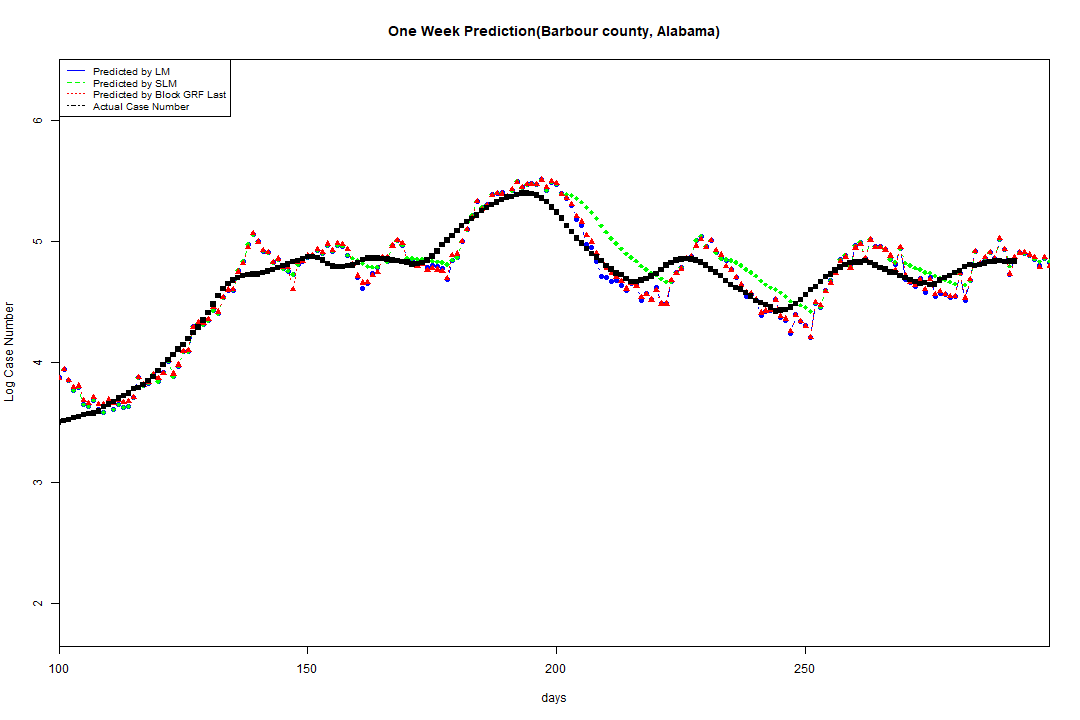 One Week Prediction(Barbour county, Alabama)
Predicted by LM
Predicted by SLM
Predicted by Block GRF Last
Actual Case Number
Log Case Number
6
5
4
3
2
100 150 200 250
days